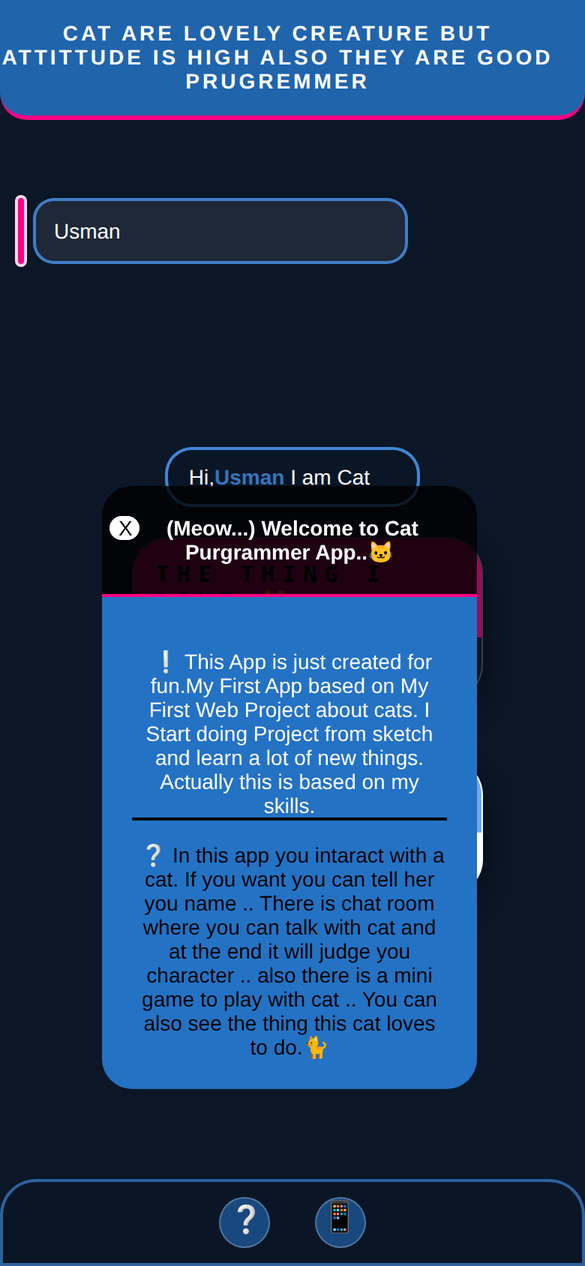 CAT ARE LOVELY CREATURE BUT
ATTITTUDE IS HIGH ALSO THEY ARE GOOD
PRUGREMMER
Usman
Hi,Usman I am Cat
X
(Meow...) Welcome to Cat
Purgrammer App..🐱
THE THING I
❕ This App is just created for
fun.My First App based on My
First Web Project about cats. I
Start doing Project from sketch
and learn a lot of new things.
Actually this is based on my
skills.
❔ In this app you intaract with a
cat. If you want you can tell her
you name .. There is chat room
where you can talk with cat and
at the end it will judge you
character .. also there is a mini
game to play with cat .. You can
also see the thing this cat loves
to do.🐈
❔ 📱